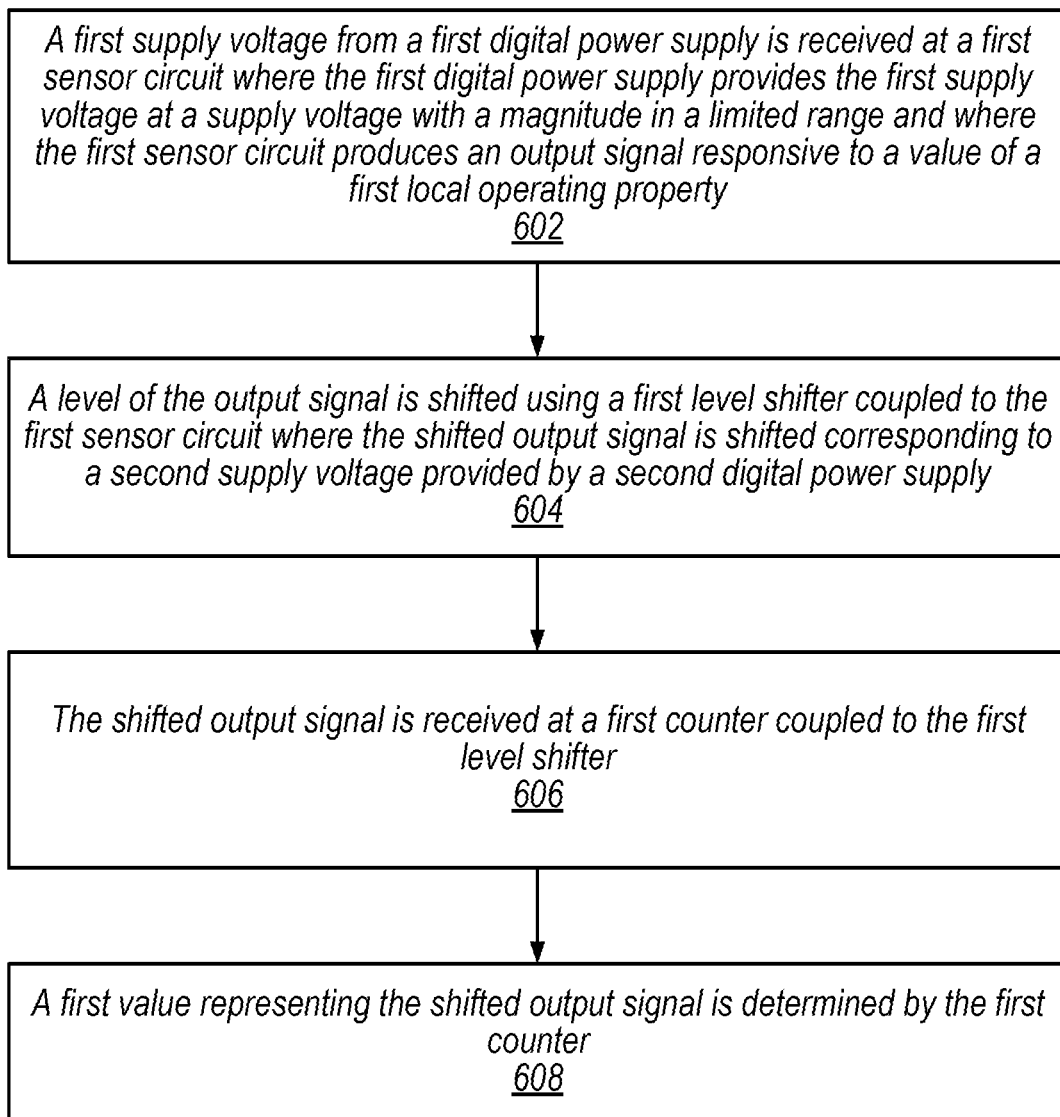 A first supply voltage from a first digital power supply is received at a first
sensor circuit where the first digital power supply provides the first supply
voltage at a supply voltage with a magnitude in a limited range and where
the first sensor circuit produces an output signal responsive to a value of a
first local operating property
602
A level of the output signal is shifted using a first level shifter coupled to the
first sensor circuit where the shifted output signal is shifted corresponding to
a second supply voltage provided by a second digital power supply
604
The shifted output signal is received at a first counter coupled to the first
level shifter
606
A first value representing the shifted output signal is determined by the first
counter
608